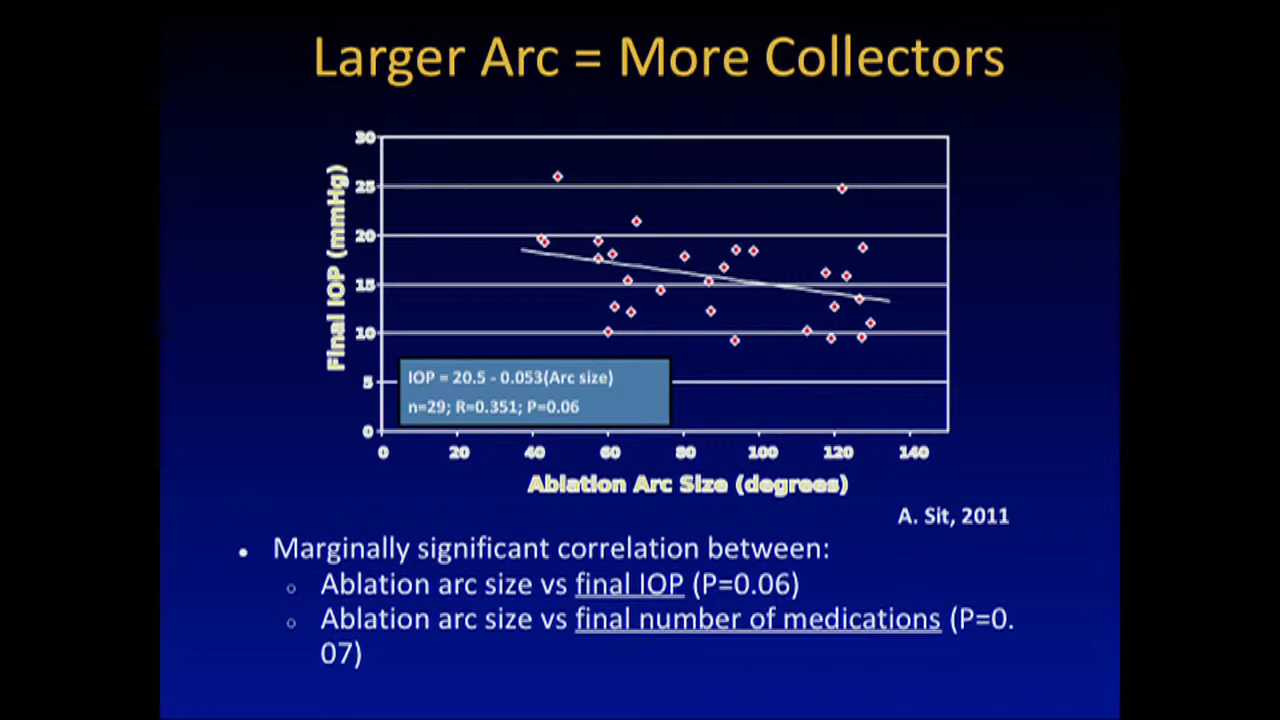 Larger Arc = More Collectors
30
25
20
15
10
5
0
Final IOP (mmHg)
IOP = 20.5 - 0.053(Arc size)
n=29; R=0.351; P=0.06
0 20 40 60 80 100 120 140
Ablation Arc Size (degrees)
A. Sit, 2011
• Marginally significant correlation between:
○ Ablation arc size vs final IOP (P=0.06)
○ Ablation arc size vs final number of medications (P=0.
07)